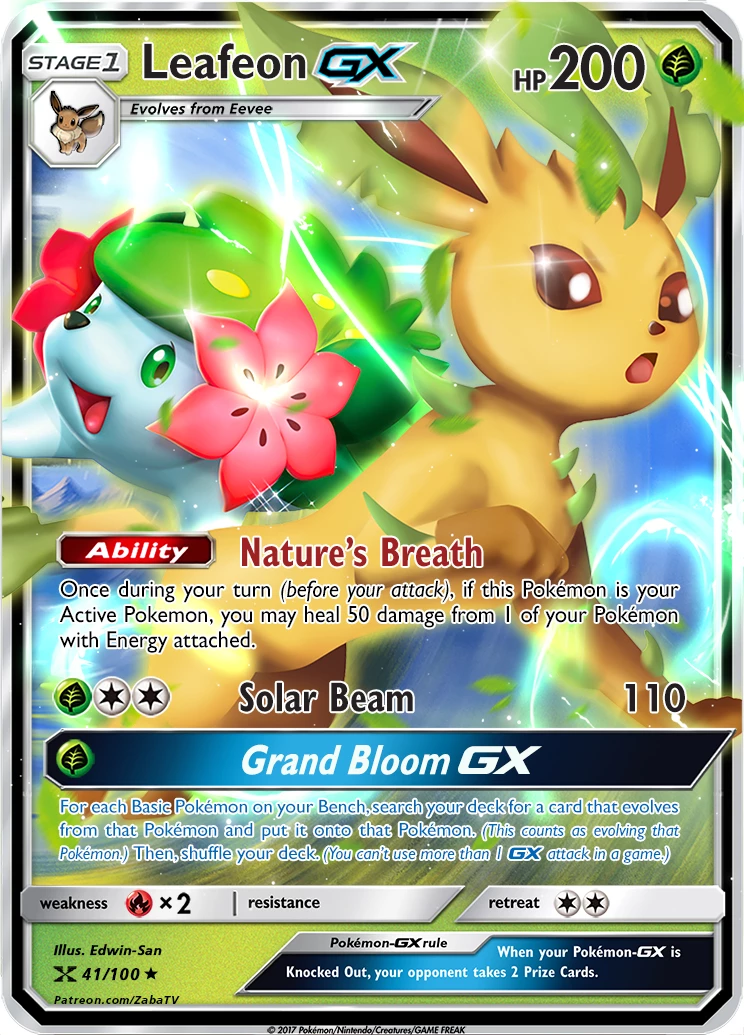 STAGE1 Leafeon GX HP200
Evolves from Eevee
Ability Nature's Breath
Once during your turn (before your attack), if this Pokémon is your
Active Pokemon, you may heal 50 damage from 1 of your Pokémon
with Energy attached.
Solar Beam 110
Grand Bloom GX
For each Basic Pokémon on your Bench, search your deck for a card that evolves
from that Pokémon and put it onto that Pokémon. (This counts as evolving that
Pokémon.) Then, shuffle your deck. (You can't use more than 1 GX attack in a game.)
weakness ×2 resistance retreat
Illus. Edwin-San
41/100 ★
Patreon.com/ZabaTV
Pokémon-GX rule
When your Pokémon-GX is
Knocked Out, your opponent takes 2 Prize Cards.
© 2017 Pokémon/Nintendo/Creatures/GAME FREAK